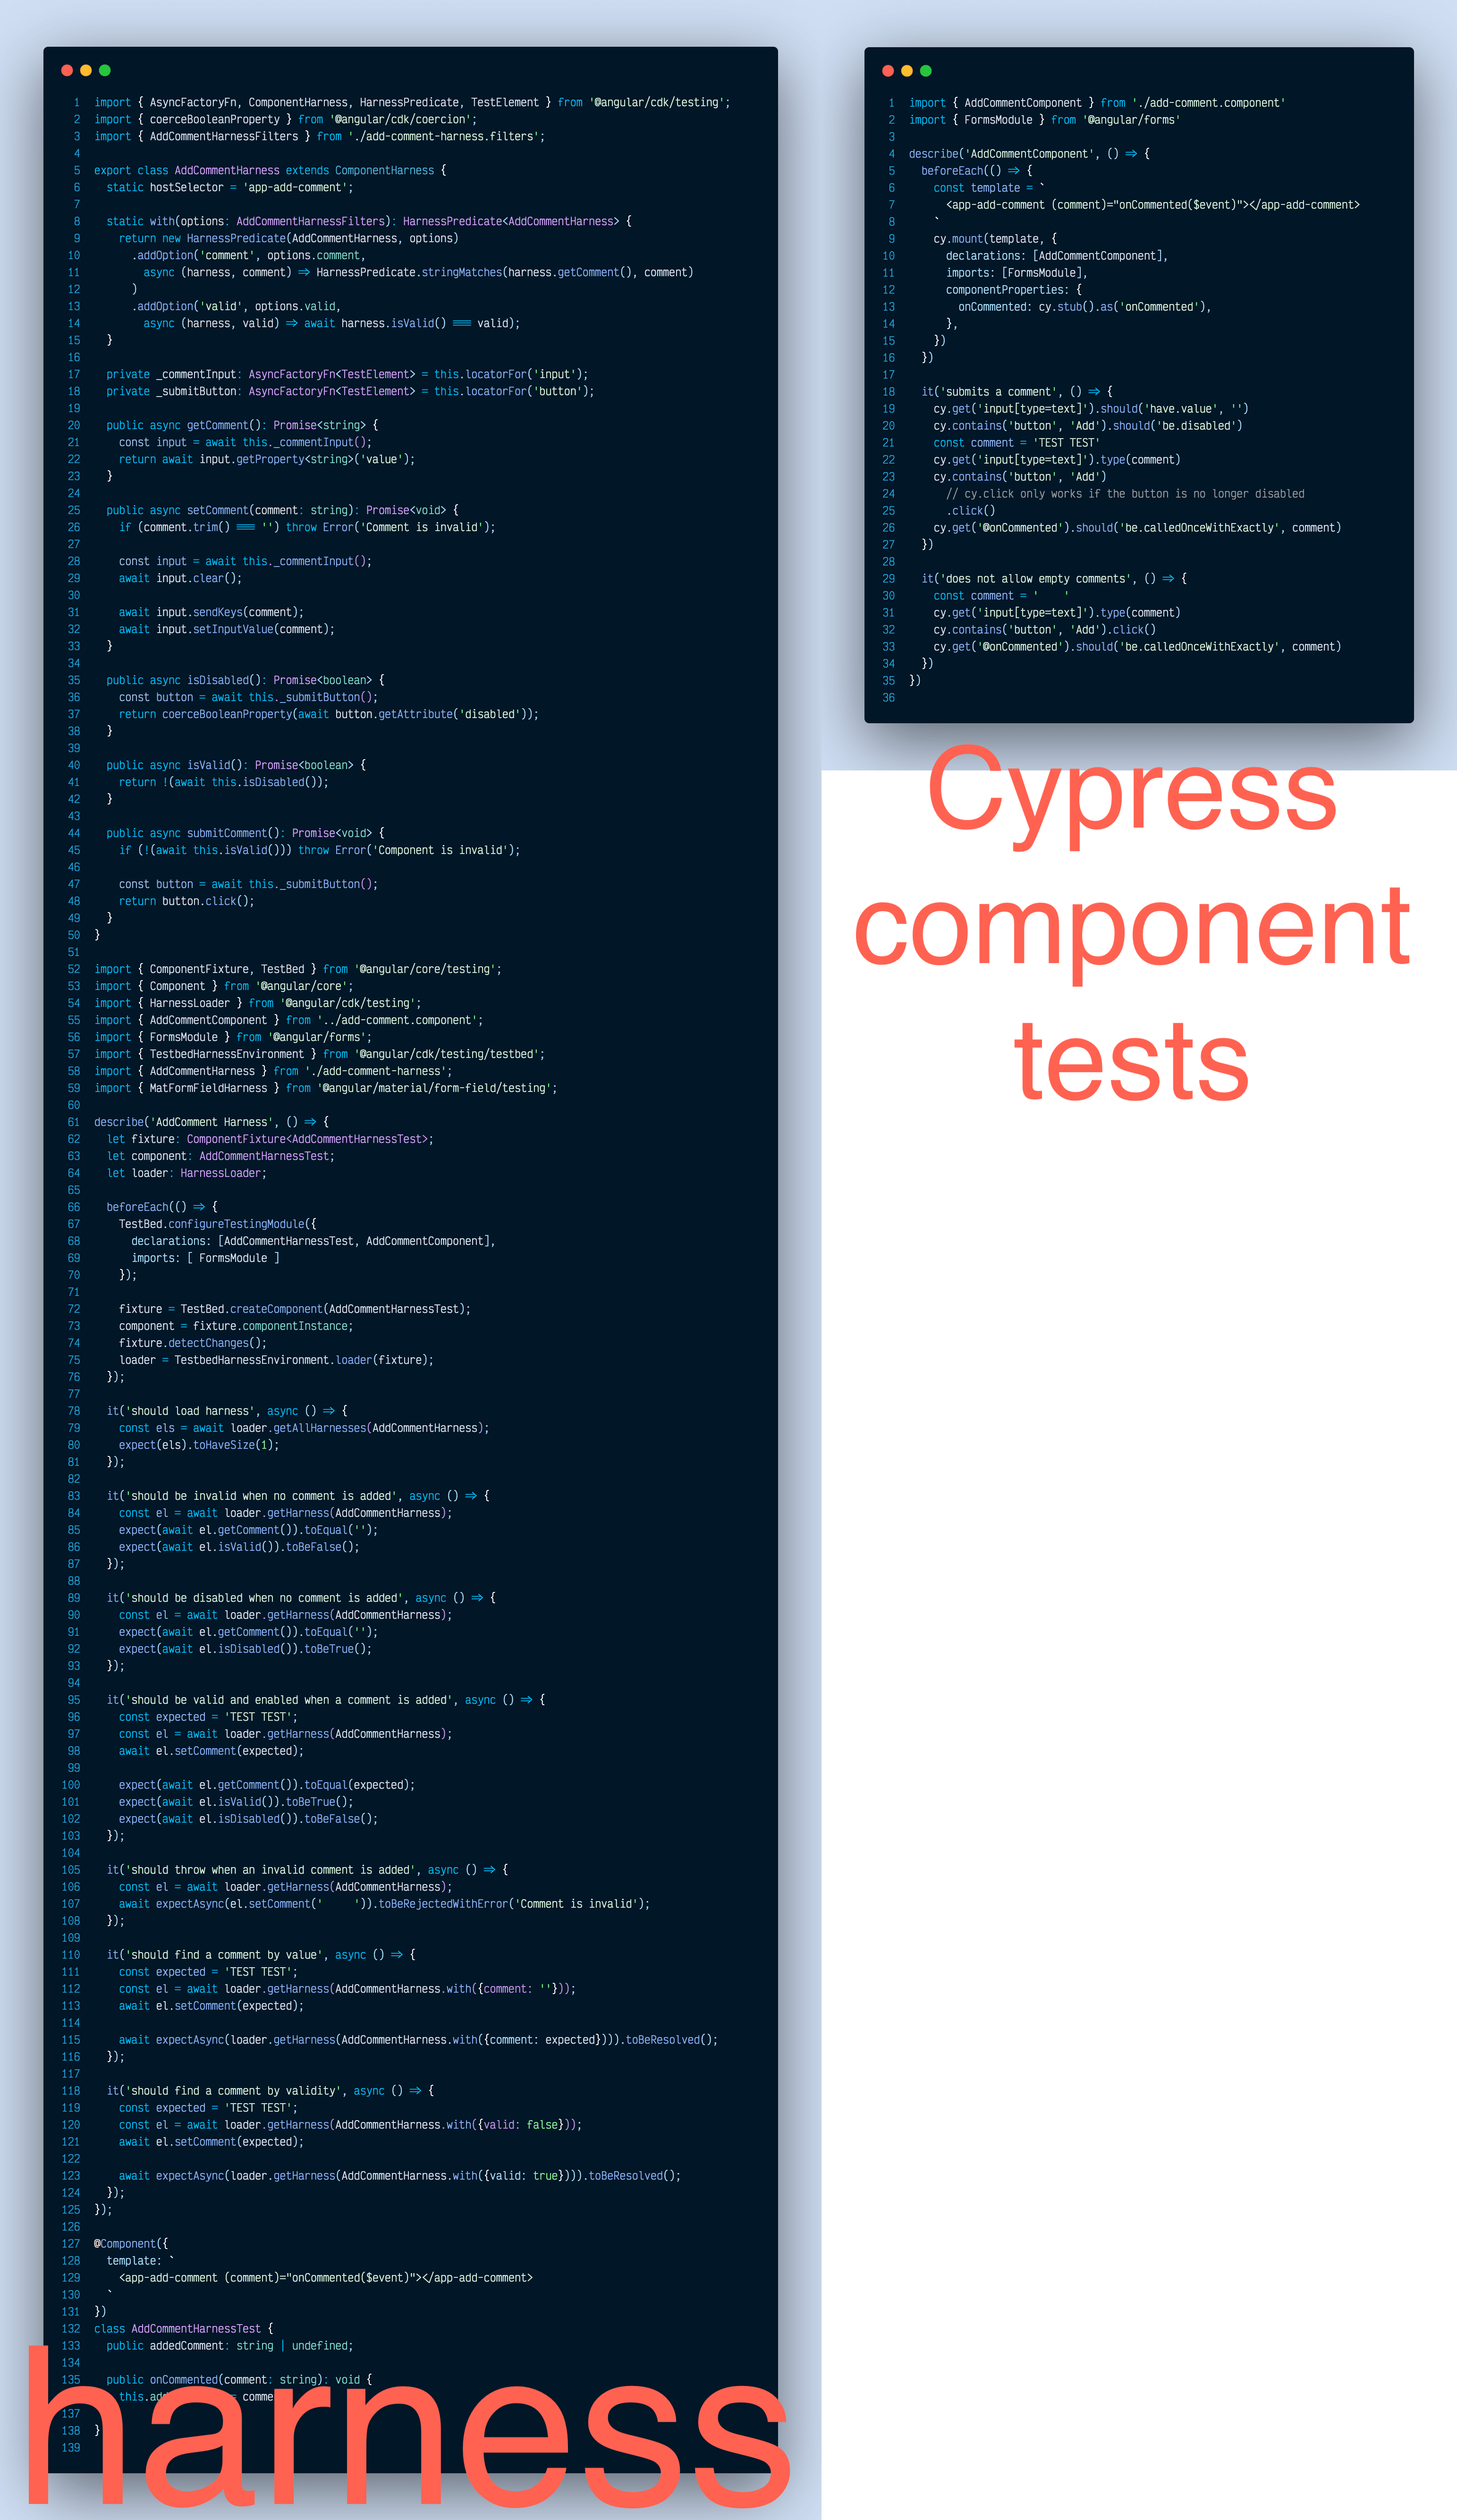 1 import { AsyncFactoryFn, ComponentHarness, HarnessPredicate, TestElement } from '@angular/cdk/testing';
2 import { coerceBooleanProperty } from '@angular/cdk/coercion';
3 import { AddCommentHarnessFilters } from './add-comment-harness.filters';
4
5 export class AddCommentHarness extends ComponentHarness {
6   static hostSelector = 'app-add-comment';
7
8   static with(options: AddCommentHarnessFilters): HarnessPredicate<AddCommentHarness> {
9     return new HarnessPredicate(AddCommentHarness, options)
10       .addOption('comment', options.comment,
11         async (harness, comment) => HarnessPredicate.stringMatches(harness.getComment(), comment)
12       )
13       .addOption('valid', options.valid,
14         async (harness, valid) => await harness.isValid() === valid);
15   }
16
17   private _commentInput: AsyncFactoryFn<TestElement> = this.locatorFor('input');
18   private _submitButton: AsyncFactoryFn<TestElement> = this.locatorFor('button');
19
20   public async getComment(): Promise<string> {
21     const input = await this._commentInput();
22     return await input.getProperty<string>('value');
23   }
24
25   public async setComment(comment: string): Promise<void> {
26     if (comment.trim() === '') throw Error('Comment is invalid');
27
28     const input = await this._commentInput();
29     await input.clear();
30
31     await input.sendKeys(comment);
32     await input.setInputValue(comment);
33   }
34
35   public async isDisabled(): Promise<boolean> {
36     const button = await this._submitButton();
37     return coerceBooleanProperty(await button.getAttribute('disabled'));
38   }
39
40   public async isValid(): Promise<boolean> {
41     return !(await this.isDisabled());
42   }
43
44   public async submitComment(): Promise<void> {
45     if (!(await this.isValid())) throw Error('Component is invalid');
46
47     const button = await this._submitButton();
48     return button.click();
49   }
50 }
51
52 import { ComponentFixture, TestBed } from '@angular/core/testing';
53 import { Component } from '@angular/core';
54 import { HarnessLoader } from '@angular/cdk/testing';
55 import { AddCommentComponent } from '../add-comment.component';
56 import { FormsModule } from '@angular/forms';
57 import { TestbedHarnessEnvironment } from '@angular/cdk/testing/testbed';
58 import { AddCommentHarness } from './add-comment-harness';
59 import { MatFormFieldHarness } from '@angular/material/form-field/testing';
60
61 describe('AddComment Harness', () => {
62   let fixture: ComponentFixture<AddCommentHarnessTest>;
63   let component: AddCommentHarnessTest;
64   let loader: HarnessLoader;
65
66   beforeEach(() => {
67     TestBed.configureTestingModule({
68       declarations: [AddCommentHarnessTest, AddCommentComponent],
69       imports: [ FormsModule ]
70     });
71
72     fixture = TestBed.createComponent(AddCommentHarnessTest);
73     component = fixture.componentInstance;
74     fixture.detectChanges();
75     loader = TestbedHarnessEnvironment.loader(fixture);
76   });
77
78   it('should load harness', async () => {
79     const els = await loader.getAllHarnesses(AddCommentHarness);
80     expect(els).toHaveSize(1);
81   });
82
83   it('should be invalid when no comment is added', async () => {
84     const el = await loader.getHarness(AddCommentHarness);
85     expect(await el.getComment()).toEqual('');
86     expect(await el.isValid()).toBeFalse();
87   });
88
89   it('should be disabled when no comment is added', async () => {
90     const el = await loader.getHarness(AddCommentHarness);
91     expect(await el.getComment()).toEqual('');
92     expect(await el.isDisabled()).toBeTrue();
93   });
94
95   it('should be valid and enabled when a comment is added', async () => {
96     const expected = 'TEST TEST';
97     const el = await loader.getHarness(AddCommentHarness);
98     await el.setComment(expected);
99
100     expect(await el.getComment()).toEqual(expected);
101     expect(await el.isValid()).toBeTrue();
102     expect(await el.isDisabled()).toBeFalse();
103   });
104
105   it('should throw when an invalid comment is added', async () => {
106     const el = await loader.getHarness(AddCommentHarness);
107     await expectAsync(el.setComment('     ')).toBeRejectedWithError('Comment is invalid');
108   });
109
110   it('should find a comment by value', async () => {
111     const expected = 'TEST TEST';
112     const el = await loader.getHarness(AddCommentHarness.with({comment: ''}));
113     await el.setComment(expected);
114
115     await expectAsync(loader.getHarness(AddCommentHarness.with({comment: expected}))).toBeResolved();
116   });
117
118   it('should find a comment by validity', async () => {
119     const expected = 'TEST TEST';
120     const el = await loader.getHarness(AddCommentHarness.with({valid: false}));
121     await el.setComment(expected);
122
123     await expectAsync(loader.getHarness(AddCommentHarness.with({valid: true}))).toBeResolved();
124   });
125 });
126
127 @Component({
128   template: `
129     <app-add-comment (comment)="onCommented($event)"></app-add-comment>
130   `
131 })
132 class AddCommentHarnessTest {
133   public addedComment: string | undefined;
134
135   public onCommented(comment: string): void {
this.
137
138 }
139
harness
1 import { AddCommentComponent } from './add-comment.component'
2 import { FormsModule } from '@angular/forms'
3
4 describe('AddCommentComponent', () => {
5   beforeEach(() => {
6     const template = `
7       <app-add-comment (comment)="onCommented($event)"></app-add-comment>
8     `
9     cy.mount(template, {
10       declarations: [AddCommentComponent],
11       imports: [FormsModule],
12       componentProperties: {
13         onCommented: cy.stub().as('onCommented'),
14       },
15     })
16   })
17
18   it('submits a comment', () => {
19     cy.get('input[type=text]').should('have.value', '')
20     cy.contains('button', 'Add').should('be.disabled')
21     const comment = 'TEST TEST'
22     cy.get('input[type=text]').type(comment)
23     cy.contains('button', 'Add')
24       // cy.click only works if the button is no longer disabled
25       .click()
26     cy.get('@onCommented').should('be.calledOnceWithExactly', comment)
27   })
28
29   it('does not allow empty comments', () => {
30     const comment = '    '
31     cy.get('input[type=text]').type(comment)
32     cy.contains('button', 'Add').click()
33     cy.get('@onCommented').should('be.calledOnceWithExactly', comment)
34   })
35 })
36
Cypress
component
tests